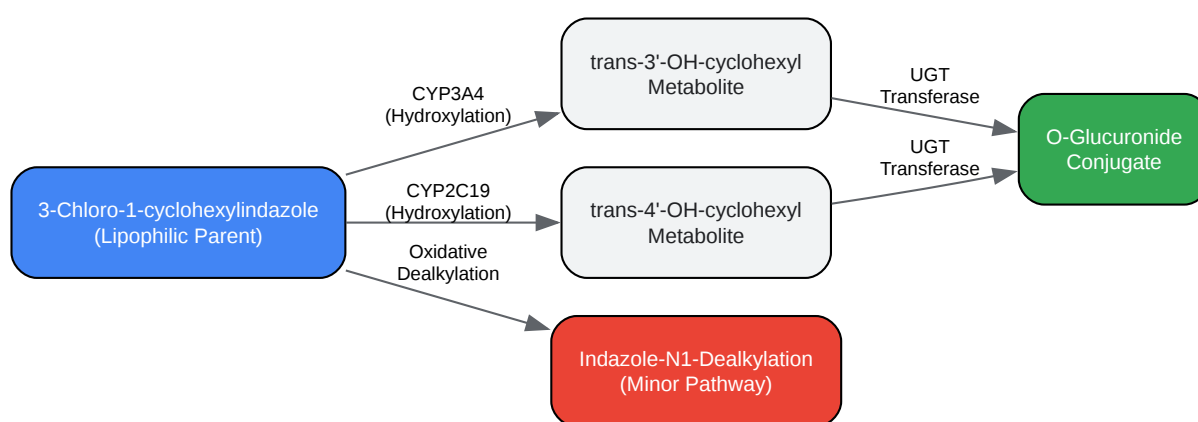 trans-3'-OH-cyclohexyl
Metabolite
UGT
Transferase
CYP3A4
(Hydroxylation)
O-Glucuronide
Conjugate
UGT
Transferase
3-Chloro-1-cyclohexylindazole
(Lipophilic Parent)
CYP2C19
(Hydroxylation)
trans-4'-OH-cyclohexyl
Metabolite
Oxidative
Dealkylation
Indazole-N1-Dealkylation
(Minor Pathway)